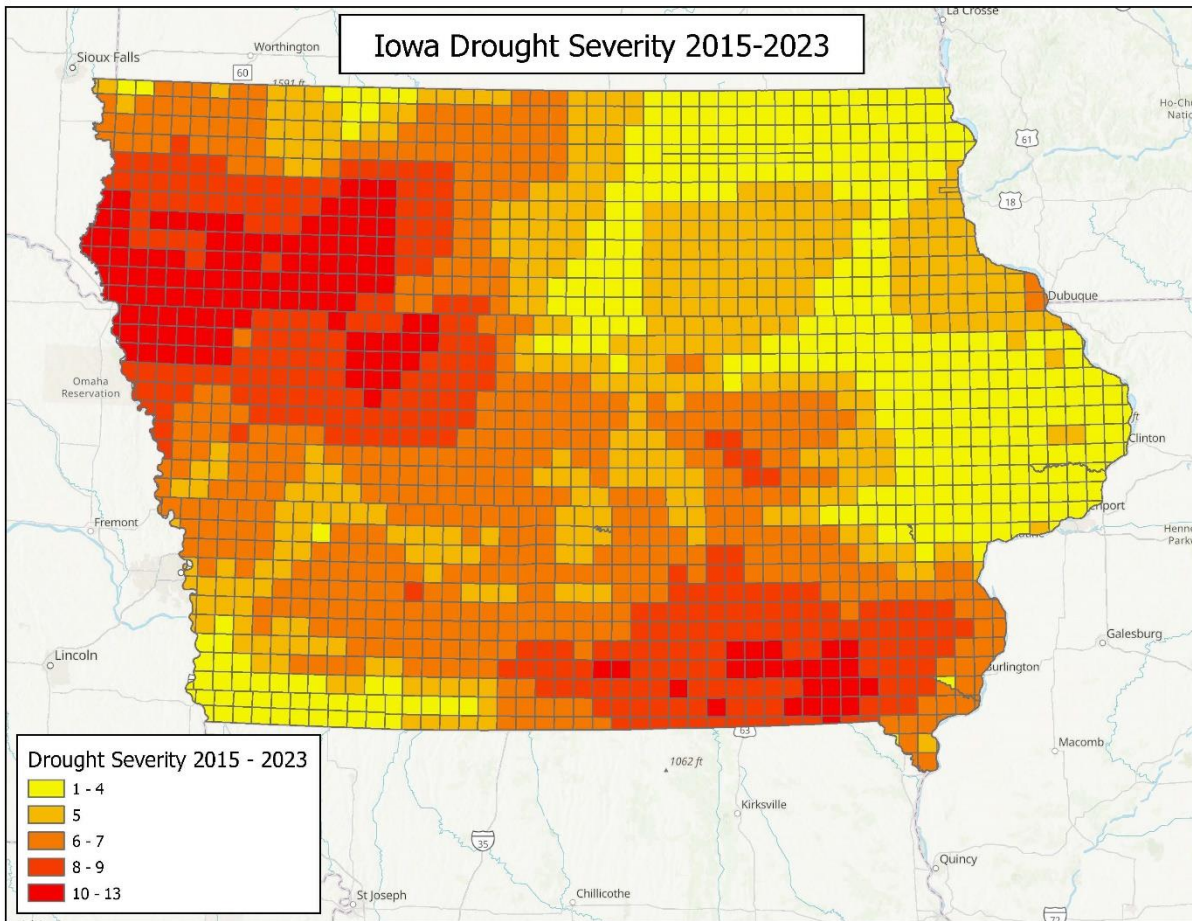 La Crosse
Iowa Drought Severity 2015-2023
Worthington
Sioux Falls
60
1591 ft
61
18
Dubuque
Omaha
Reservation
Clinton
Fremont
Galesburg
Lincoln
Burlington
63
Macomb
1062 ft
Kirksville
35
Quincy
St Joseph
Chillicothe
72
Drought Severity 2015 - 2023
1 - 4
5
6 - 7
8 - 9
10 - 13